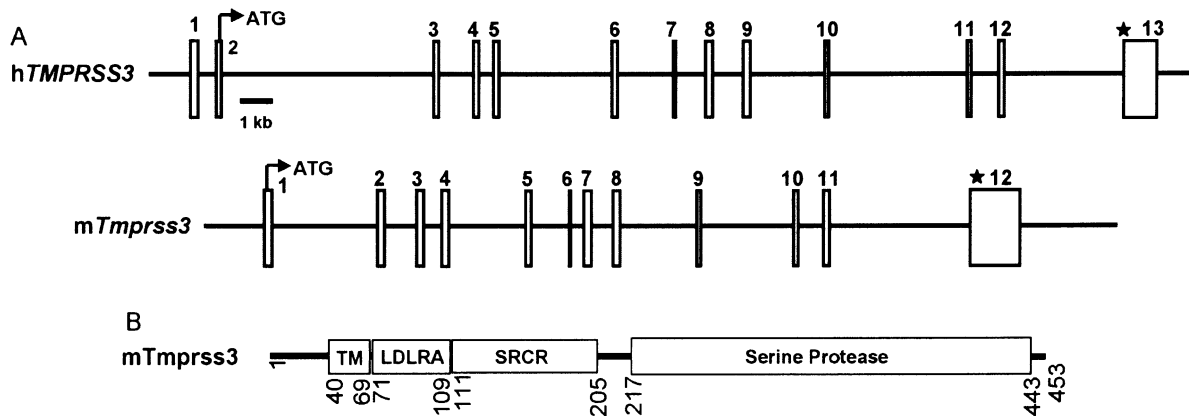 A
hTMPRSS3
1 2 ATG 3 4 5 6 7 8 9 10 11 12 ★ 13
1 kb
mTmprss3
ATG 1 2 3 4 5 6 7 8 9 10 11 ★ 12
B
mTmprss3
TM LDLRA SRCR Serine Protease
1 40 69 71 109 111 205 217 443 453